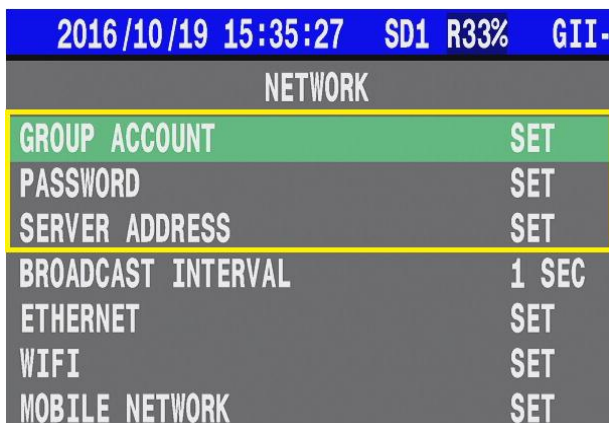 2016/10/19 15:35:27 SD1 R33% GII-
NETWORK
GROUP ACCOUNT SET
PASSWORD SET
SERVER ADDRESS SET
BROADCAST INTERVAL 1 SEC
ETHERNET SET
WIFI SET
MOBILE NETWORK SET